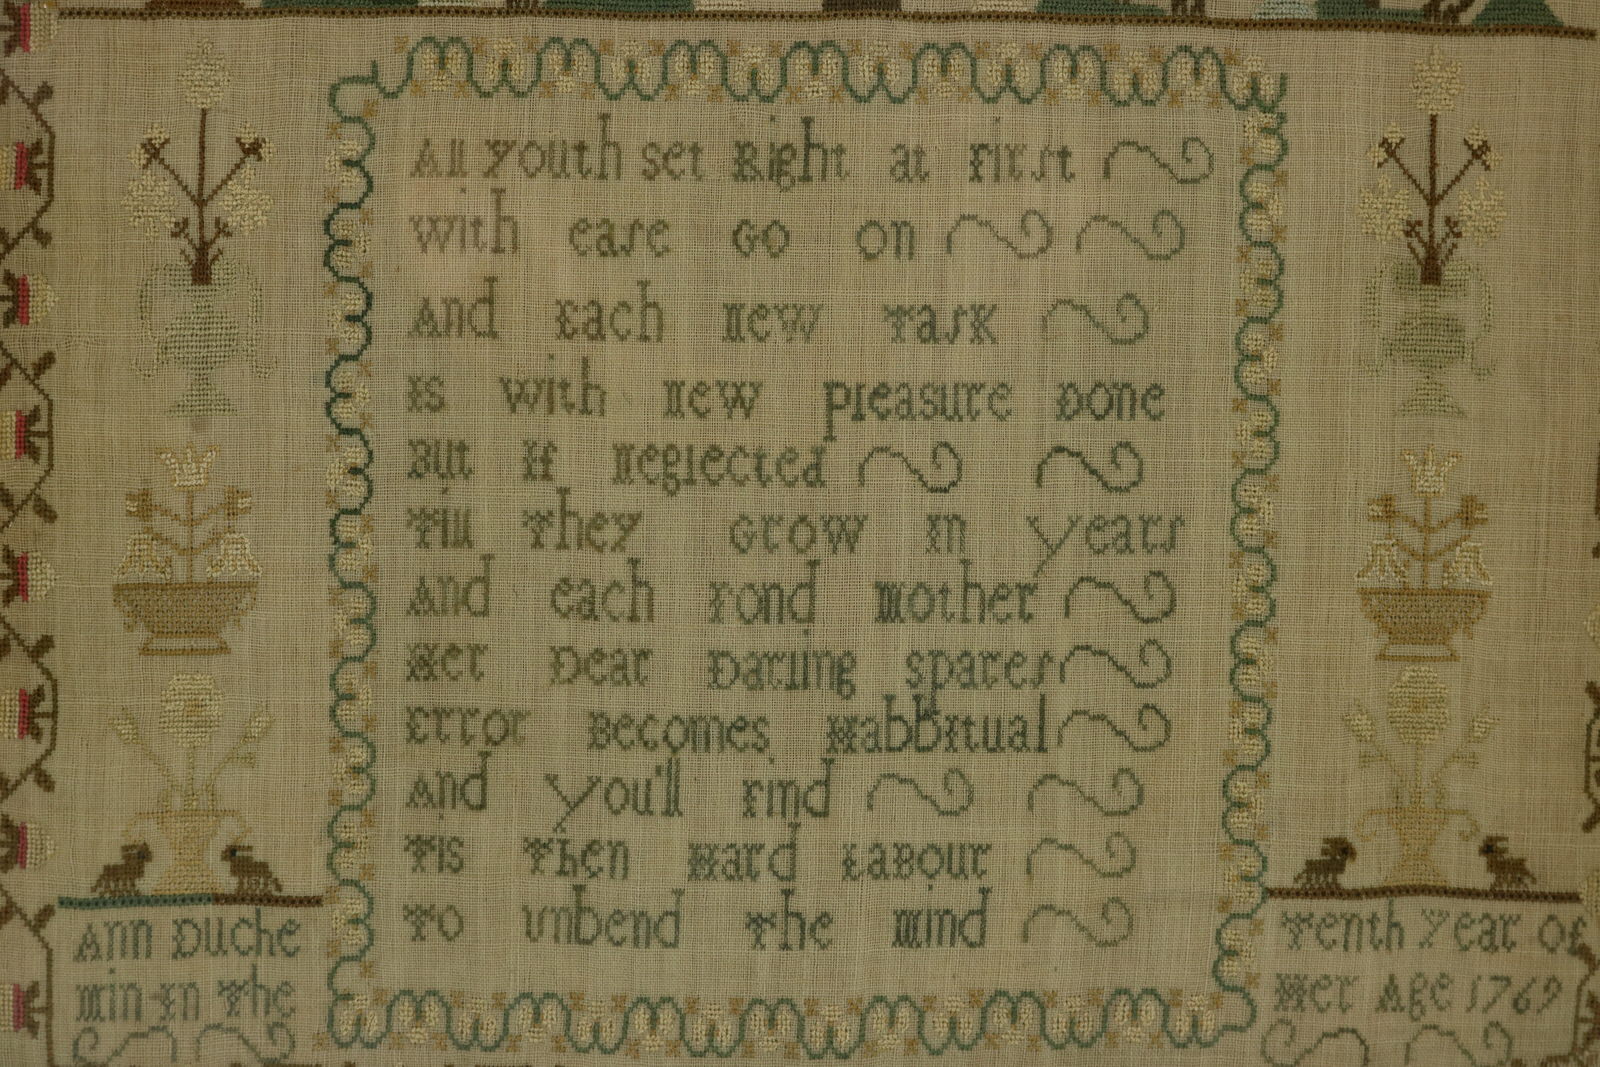 All Youth set Right at first
with ease Go on
And Each new Task
Is with new pleasure Done
But If neglected
Till They Grow In Years
And each fond mother
Her Dear Darling spares
Error Becomes Habbitual
And You'll find
Tis Then Hard LaBour
To unbend The mind
Ann Duche
min In The
Tenth Year of
Her Age 1769